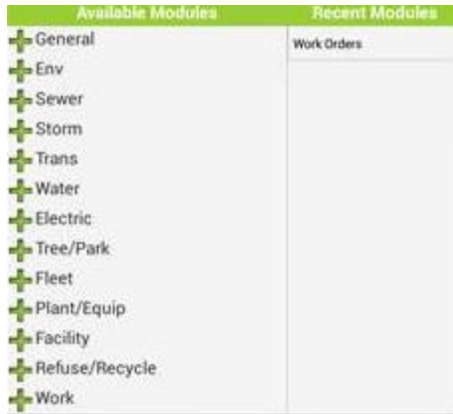 Available Modules
Recent Modules
General
Work Orders
Env
Sewer
Storm
Trans
Water
Electric
Tree/Park
Fleet
Plant/Equip
Facility
Refuse/Recycle
Work